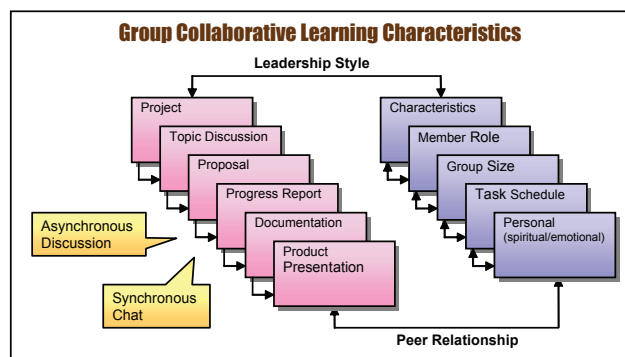 Group Collaborative Learning Characteristics
Leadership Style
Project
Topic Discussion
Proposal
Progress Report
Documentation
Product
Presentation
Characteristics
Member Role
Group Size
Task Schedule
Personal
(spiritual/emotional)
Asynchronous
Discussion
Synchronous
Chat
Peer Relationship